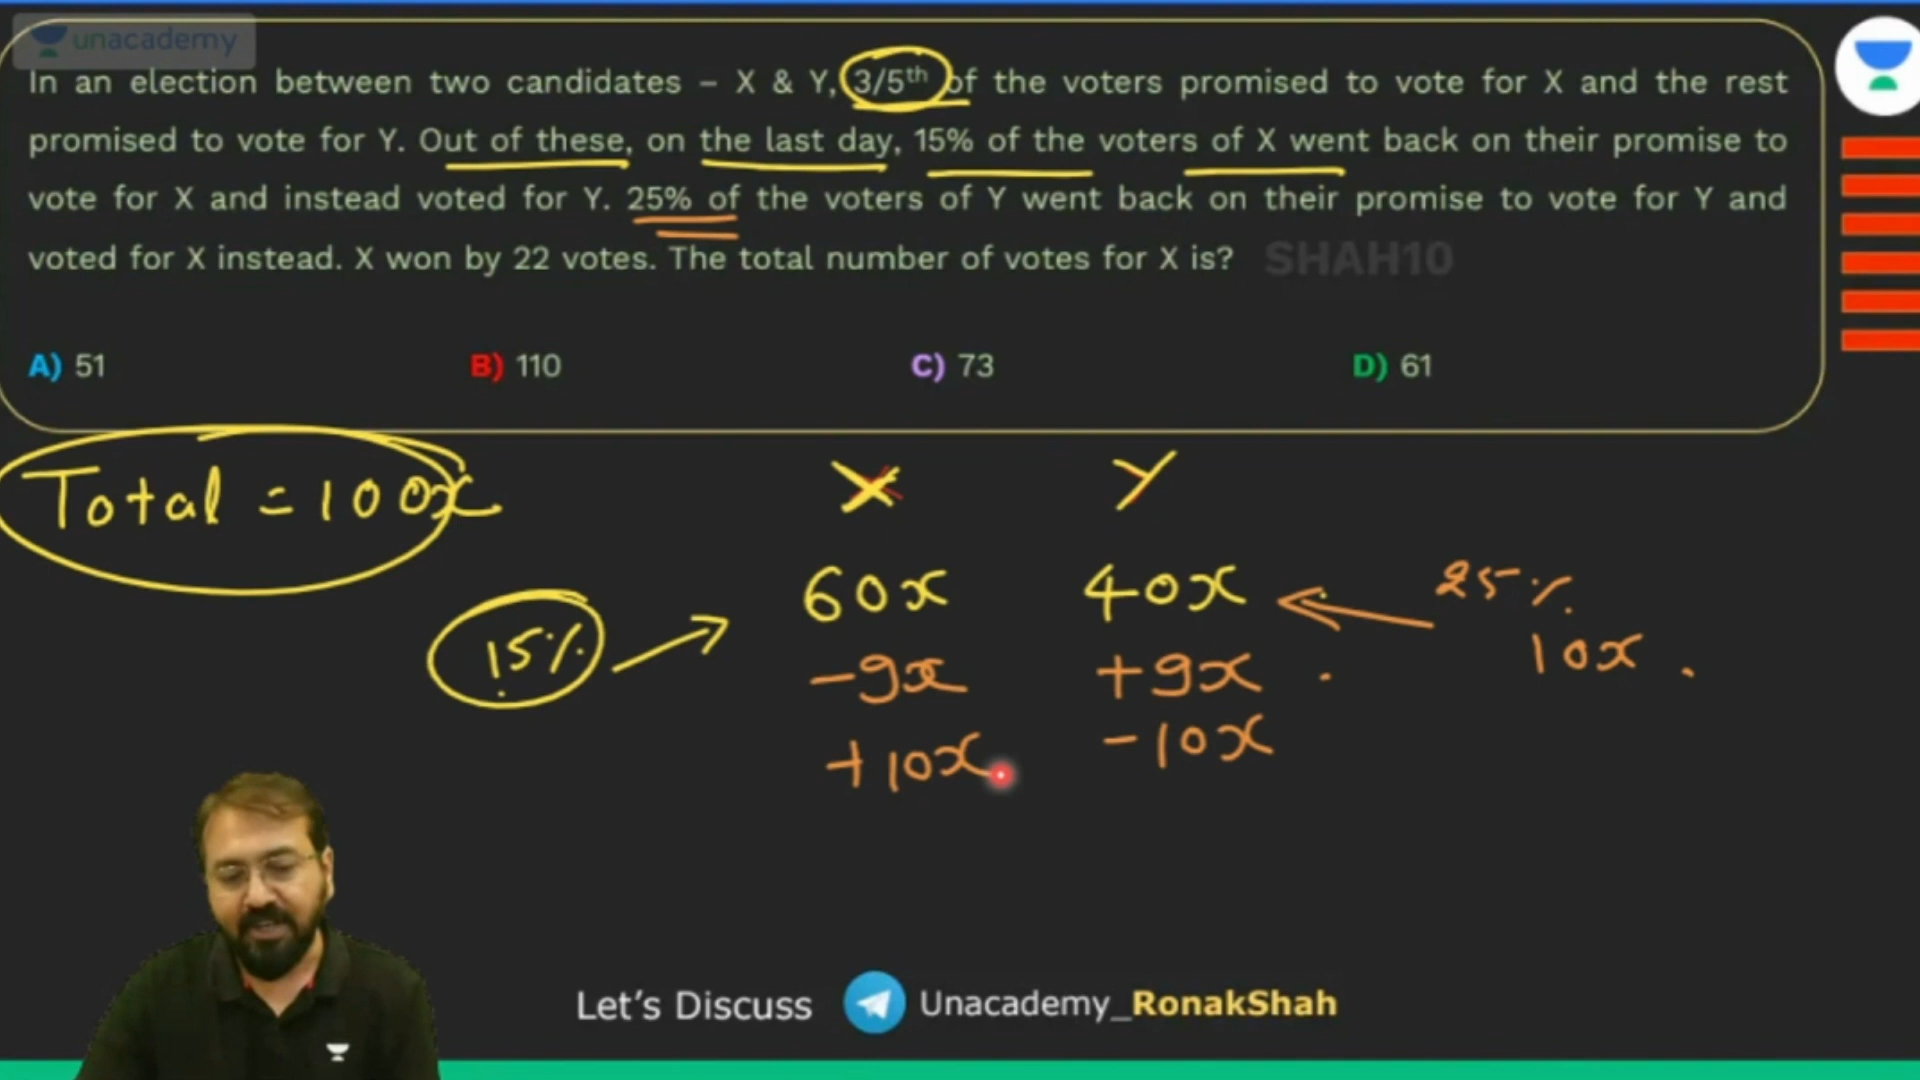 unacademy
In an election between two candidates – X & Y, 3/5th of the voters promised to vote for X and the rest
promised to vote for Y. Out of these, on the last day, 15% of the voters of X went back on their promise to
vote for X and instead voted for Y. 25% of the voters of Y went back on their promise to vote for Y and
voted for X instead. X won by 22 votes. The total number of votes for X is? SHAH10
A) 51 B) 110 C) 73 D) 61
Total = 100x
X Y
60x 40x 25%
15% -9x +9x 10x
+10x -10x
Let's Discuss Unacademy_RonakShah